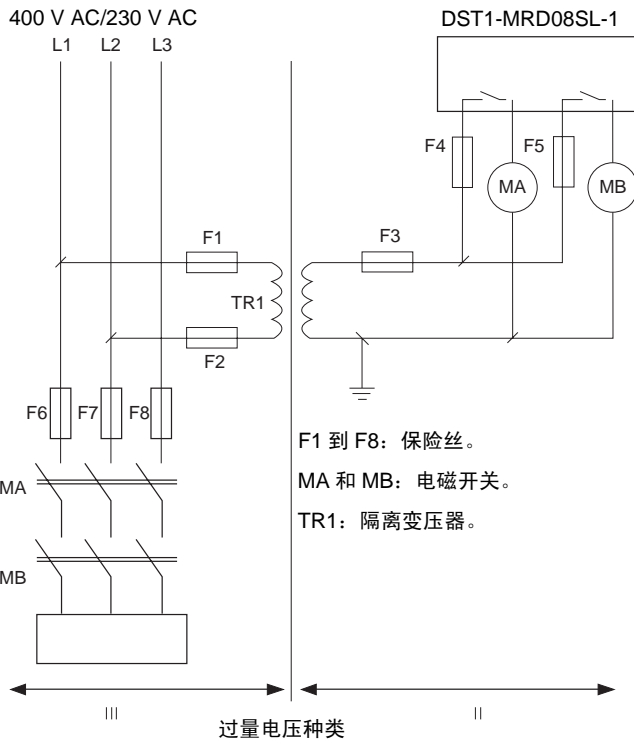 400 V AC/230 V AC
L1 L2 L3
DST1-MRD08SL-1
F4 F5
MA MB
F1 F3
TR1
F2
F6 F7 F8
F1 到 F8：保险丝。
MA 和 MB：电磁开关。
TR1：隔离变压器。
MA
MB
III II
过量电压种类